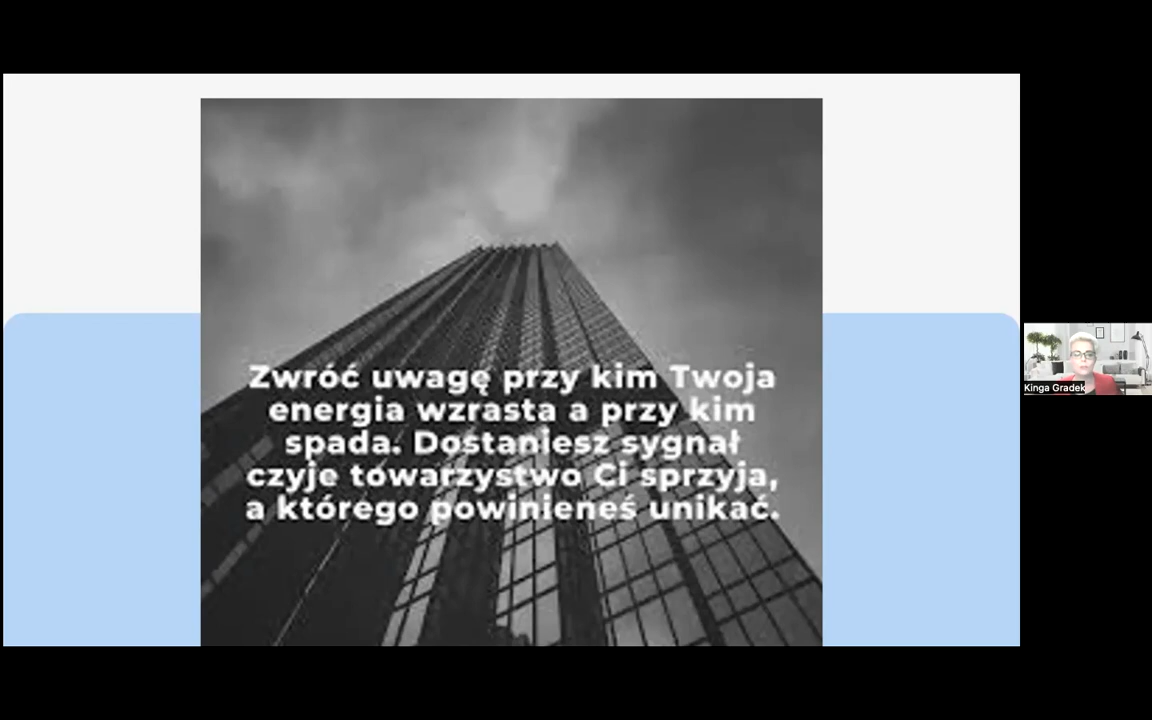 Zwróć uwagę przy kim Twoja
energia wzrasta a przy kim
spada. Dostaniesz sygnał
czyje towarzystwo Ci sprzyja,
a którego powinieneś unikać.
Kinga Gradek